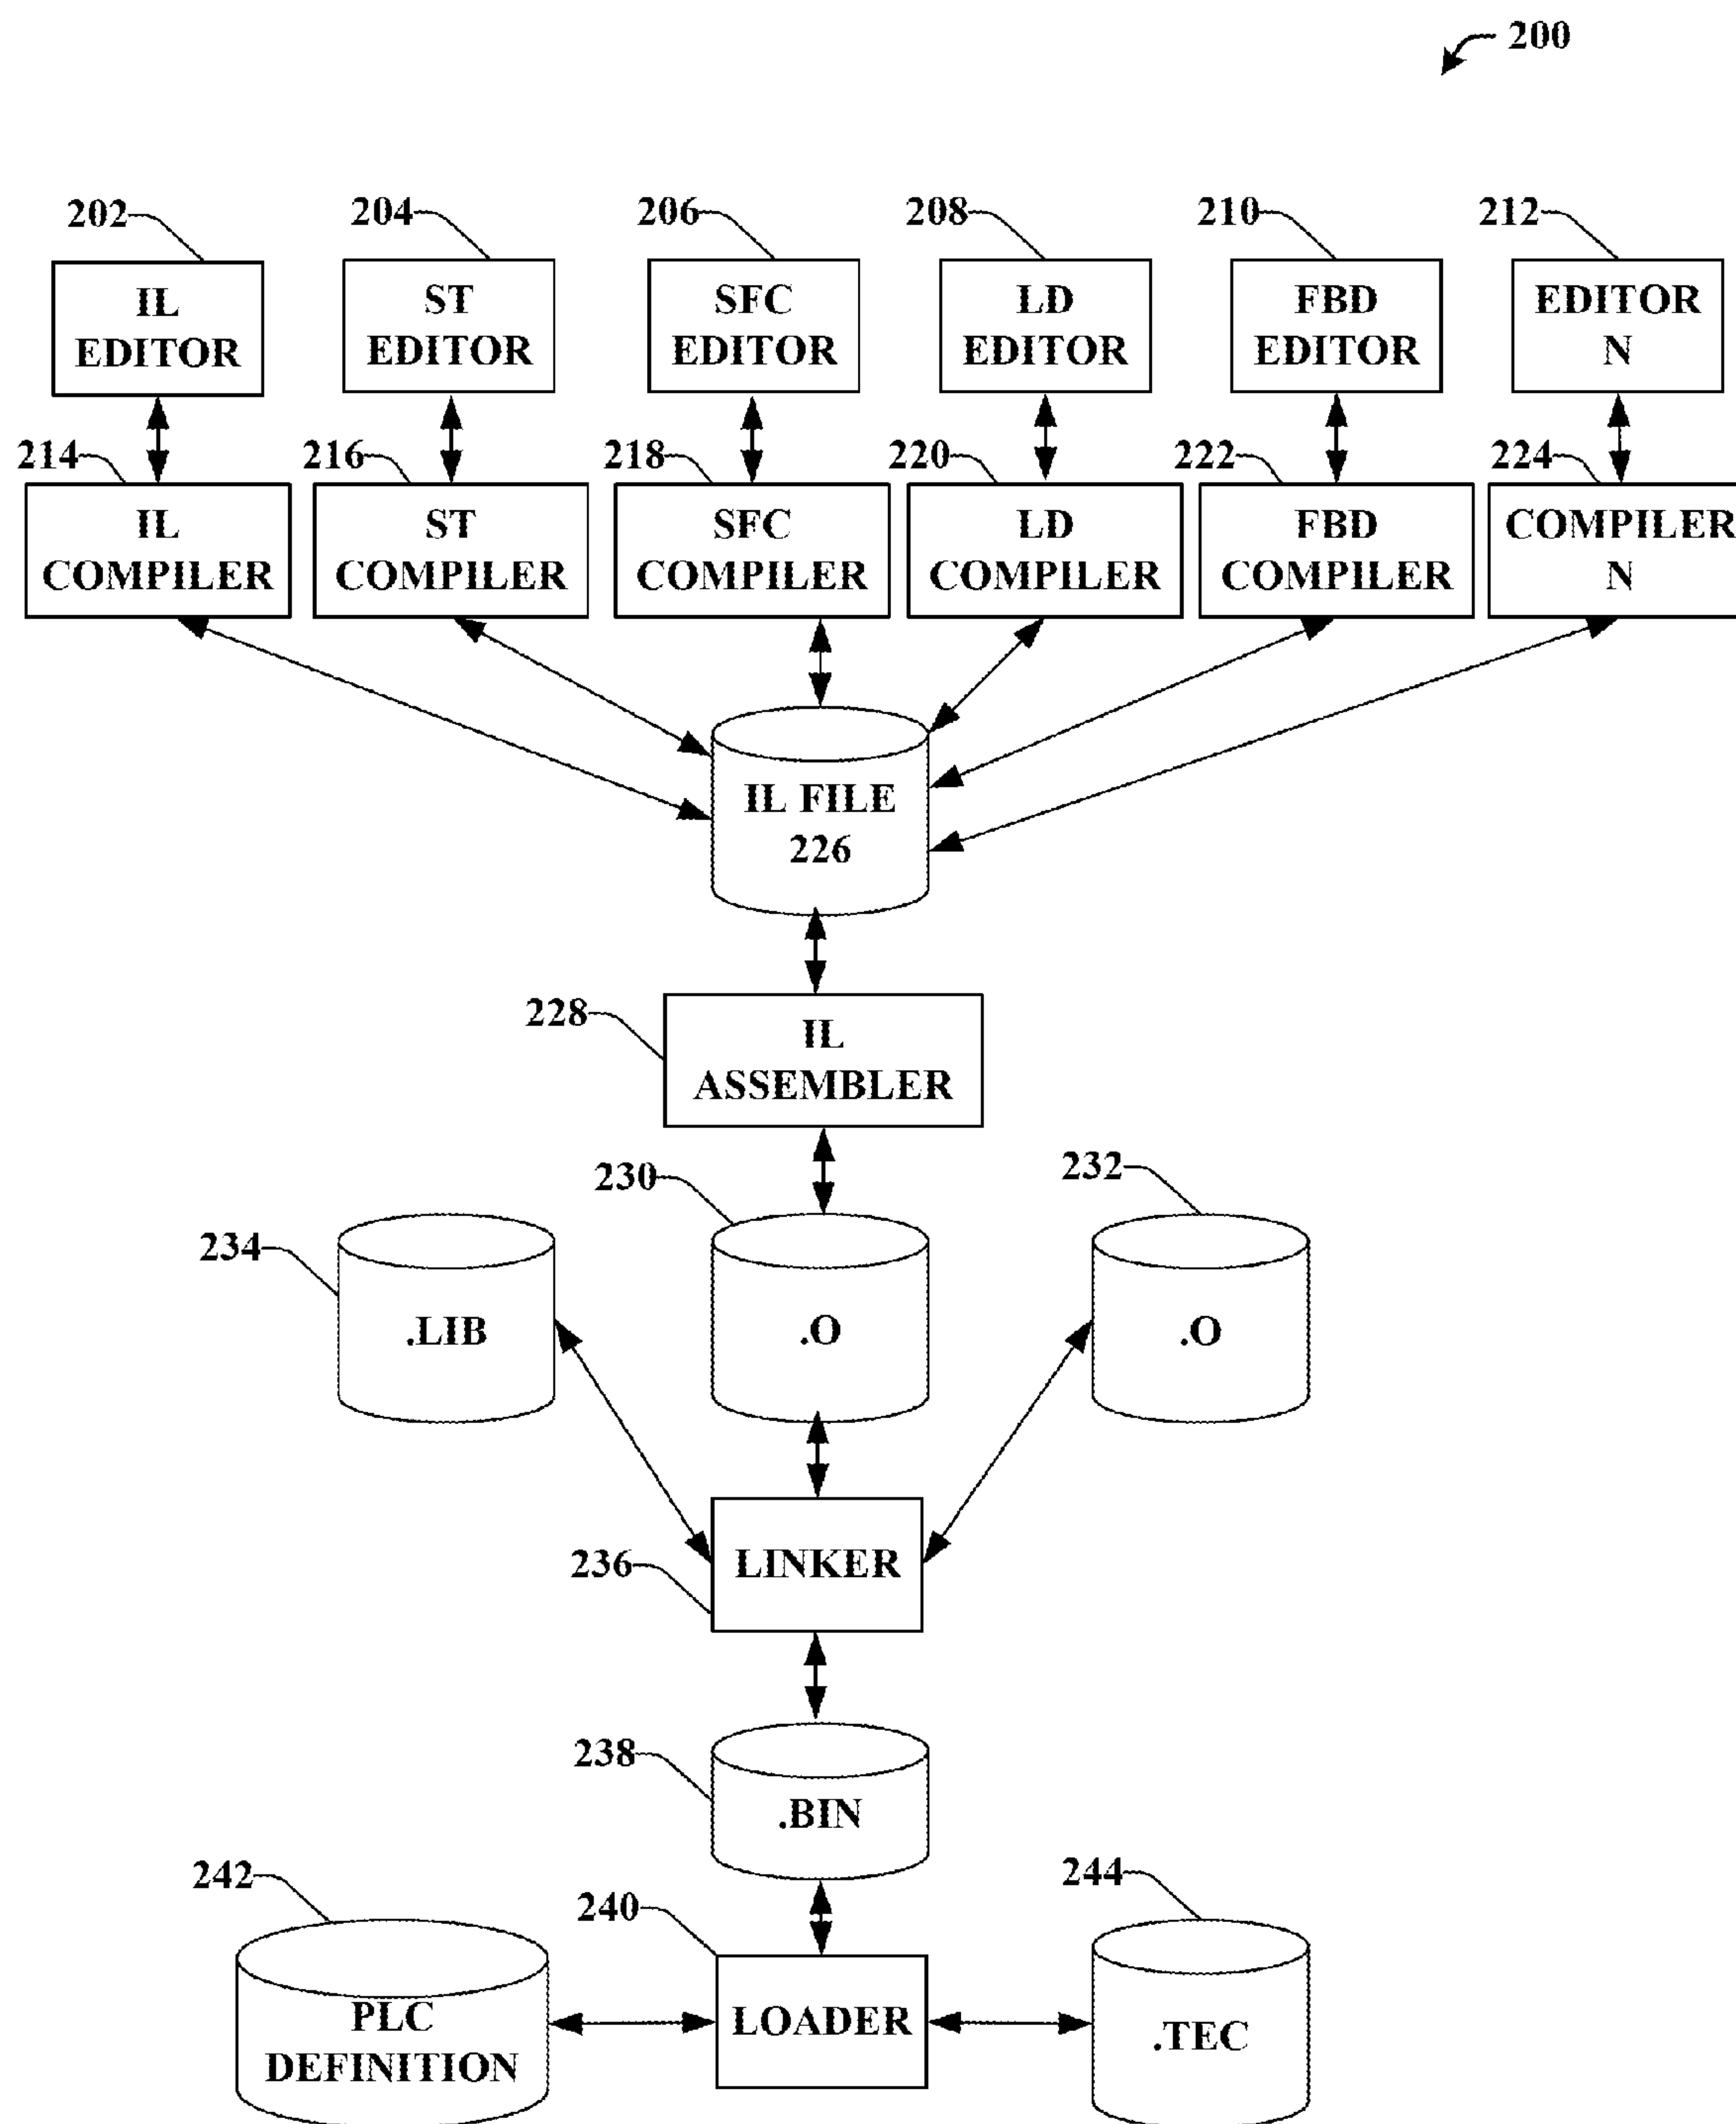 200
202
204
206
208
210
212
IL
EDITOR
ST
EDITOR
SFC
EDITOR
LD
EDITOR
FBD
EDITOR
EDITOR
N
214
216
218
220
222
224
IL
COMPILER
ST
COMPILER
SFC
COMPILER
LD
COMPILER
FBD
COMPILER
COMPILER
N
IL FILE
226
228
IL
ASSEMBLER
230
232
234
.LIB
.O
.O
236
LINKER
238
.BIN
242
240
244
PLC
DEFINITION
LOADER
.TEC